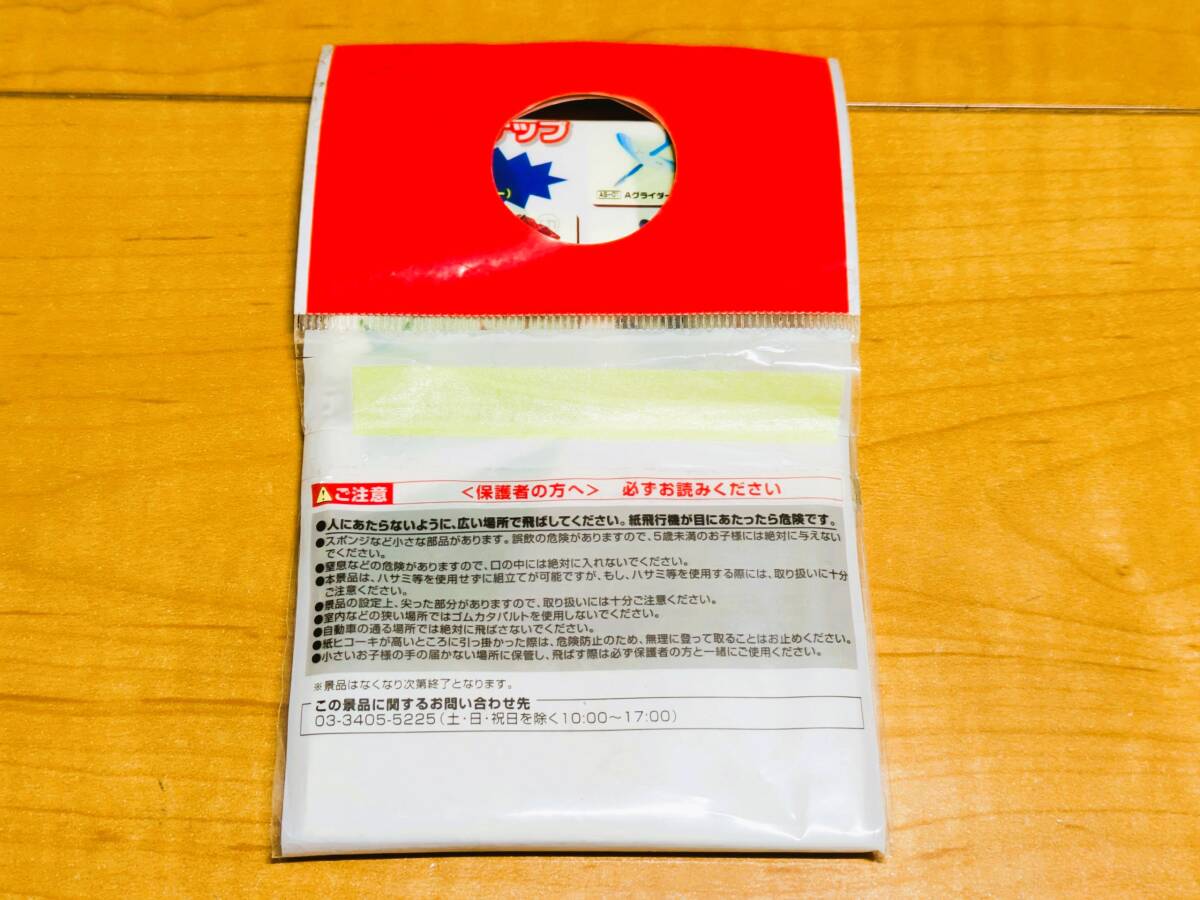 ナップ
AG-01 Aグライダー
⚠ご注意 <保護者の方へ> 必ずお読みください
●人にあたらないように、広い場所で飛ばしてください。紙飛行機が目にあたったら危険です。
●スポンジなど小さな部品があります。誤飲の危険がありますので、5歳未満のお子様には絶対に与えない
でください。
●窒息などの危険がありますので、口の中には絶対に入れないでください。
●本景品は、ハサミ等を使用せずに組立てが可能ですが、もし、ハサミ等を使用する際には、取り扱いに十分
ご注意ください。
●景品の設定上、尖った部分がありますので、取り扱いには十分ご注意ください。
●室内などの狭い場所ではゴムカタパルトを使用しないでください。
●自動車の通る場所では絶対に飛ばさないでください。
●紙ヒコーキが高いところに引っ掛かった際は、危険防止のため、無理に登って取ることはお止めください。
●小さいお子様の手の届かない場所に保管し、飛ばす際は必ず保護者の方と一緒にご使用ください。
※景品はなくなり次第終了となります。
この景品に関するお問い合わせ先
03-3405-5225(土・日・祝日を除く10:00〜17:00)